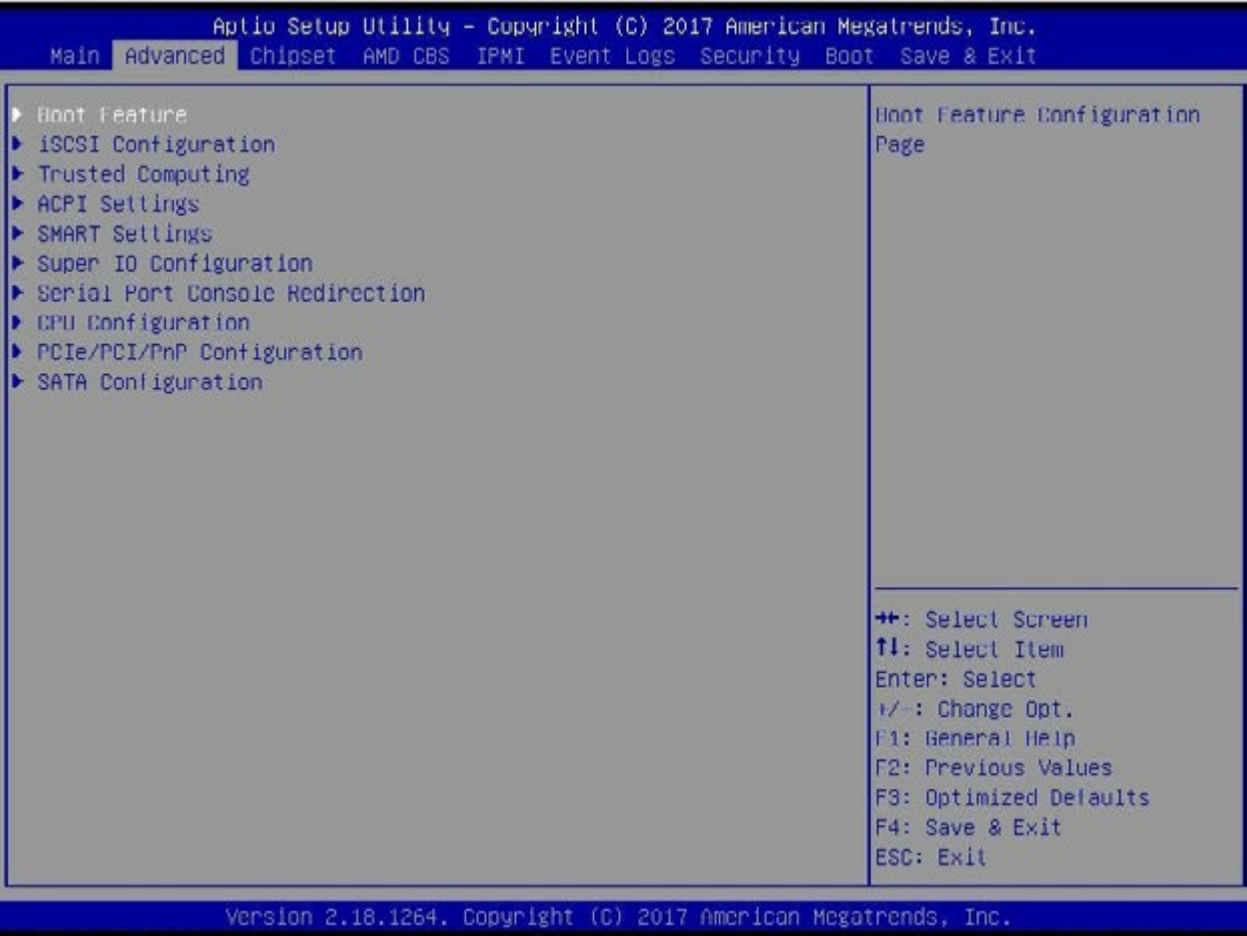 Aptio Setup Utility – Copyright (C) 2017 American Megatrends, Inc.
Main Advanced Chipset AMD CBS IPMI Event Logs Security Boot Save & Exit
▶ Boot Feature
▶ iSCSI Configuration
▶ Trusted Computing
▶ ACPI Settings
▶ SMART Settings
▶ Super IO Configuration
▶ Serial Port Console Redirection
▶ CPU Configuration
▶ PCIe/PCI/PnP Configuration
▶ SATA Configuration
Boot Feature Configuration
Page
→←: Select Screen
↑↓: Select Item
Enter: Select
+/-: Change Opt.
F1: General Help
F2: Previous Values
F3: Optimized Defaults
F4: Save & Exit
ESC: Exit
Version 2.18.1264. Copyright (C) 2017 American Megatrends, Inc.